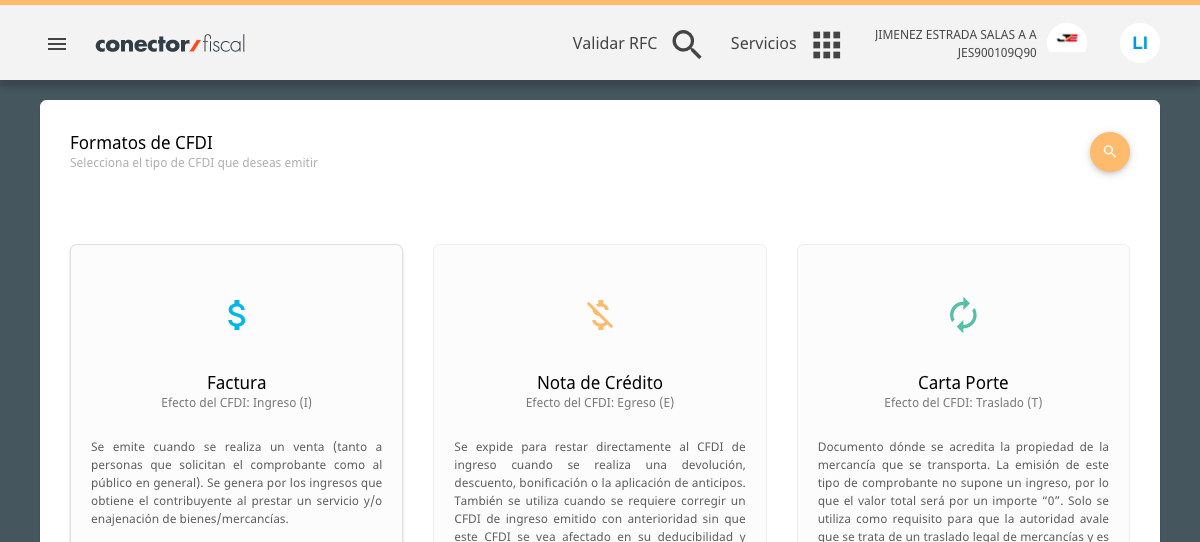 conector/fiscal
Validar RFC
Servicios
JIMENEZ ESTRADA SALAS A A
JES900109Q90
LI
Formatos de CFDI
Selecciona el tipo de CFDI que deseas emitir
Factura
Efecto del CFDI: Ingreso (I)
Se emite cuando se realiza un venta (tanto a
personas que solicitan el comprobante como al
público en general). Se genera por los ingresos que
obtiene el contribuyente al prestar un servicio y/o
enajenación de bienes/mercancías.
Nota de Crédito
Efecto del CFDI: Egreso (E)
Se expide para restar directamente al CFDI de
ingreso cuando se realiza una devolución,
descuento, bonificación o la aplicación de anticipos.
También se utiliza cuando se requiere corregir un
CFDI de ingreso emitido con anterioridad sin que
este CFDI se vea afectado en su deducibilidad y
Carta Porte
Efecto del CFDI: Traslado (T)
Documento dónde se acredita la propiedad de la
mercancía que se transporta. La emisión de este
tipo de comprobante no supone un ingreso, por lo
que el valor total será por un importe “0”. Solo se
utiliza como requisito para que la autoridad avale
que se trata de un traslado legal de mercancías y es